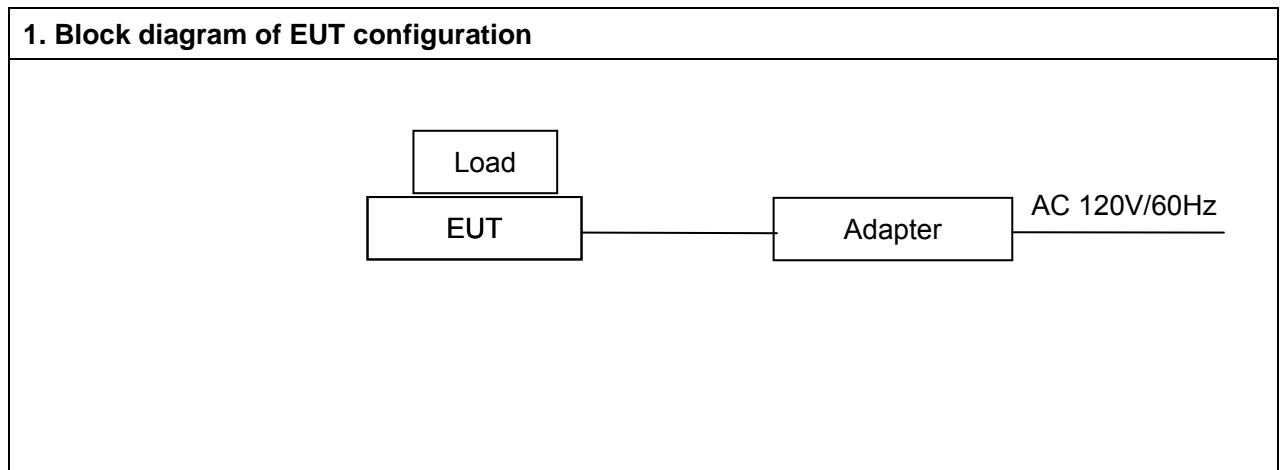 1. Block diagram of EUT configuration
Load
EUT
Adapter
AC 120V/60Hz